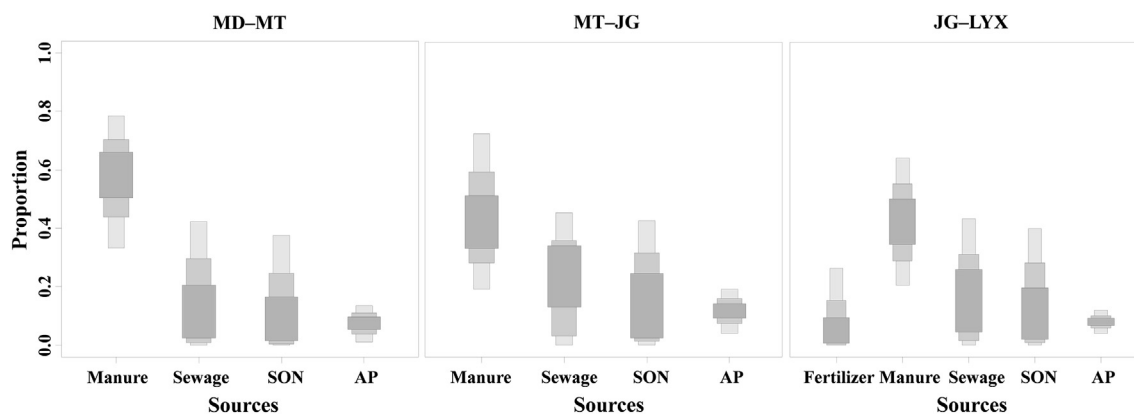 MD–MT MT–JG JG–LYX
1.0
0.8
0.6
0.4
0.2
0.0
Proportion
Manure Sewage SON AP Manure Sewage SON AP Fertilizer Manure Sewage SON AP
Sources Sources Sources